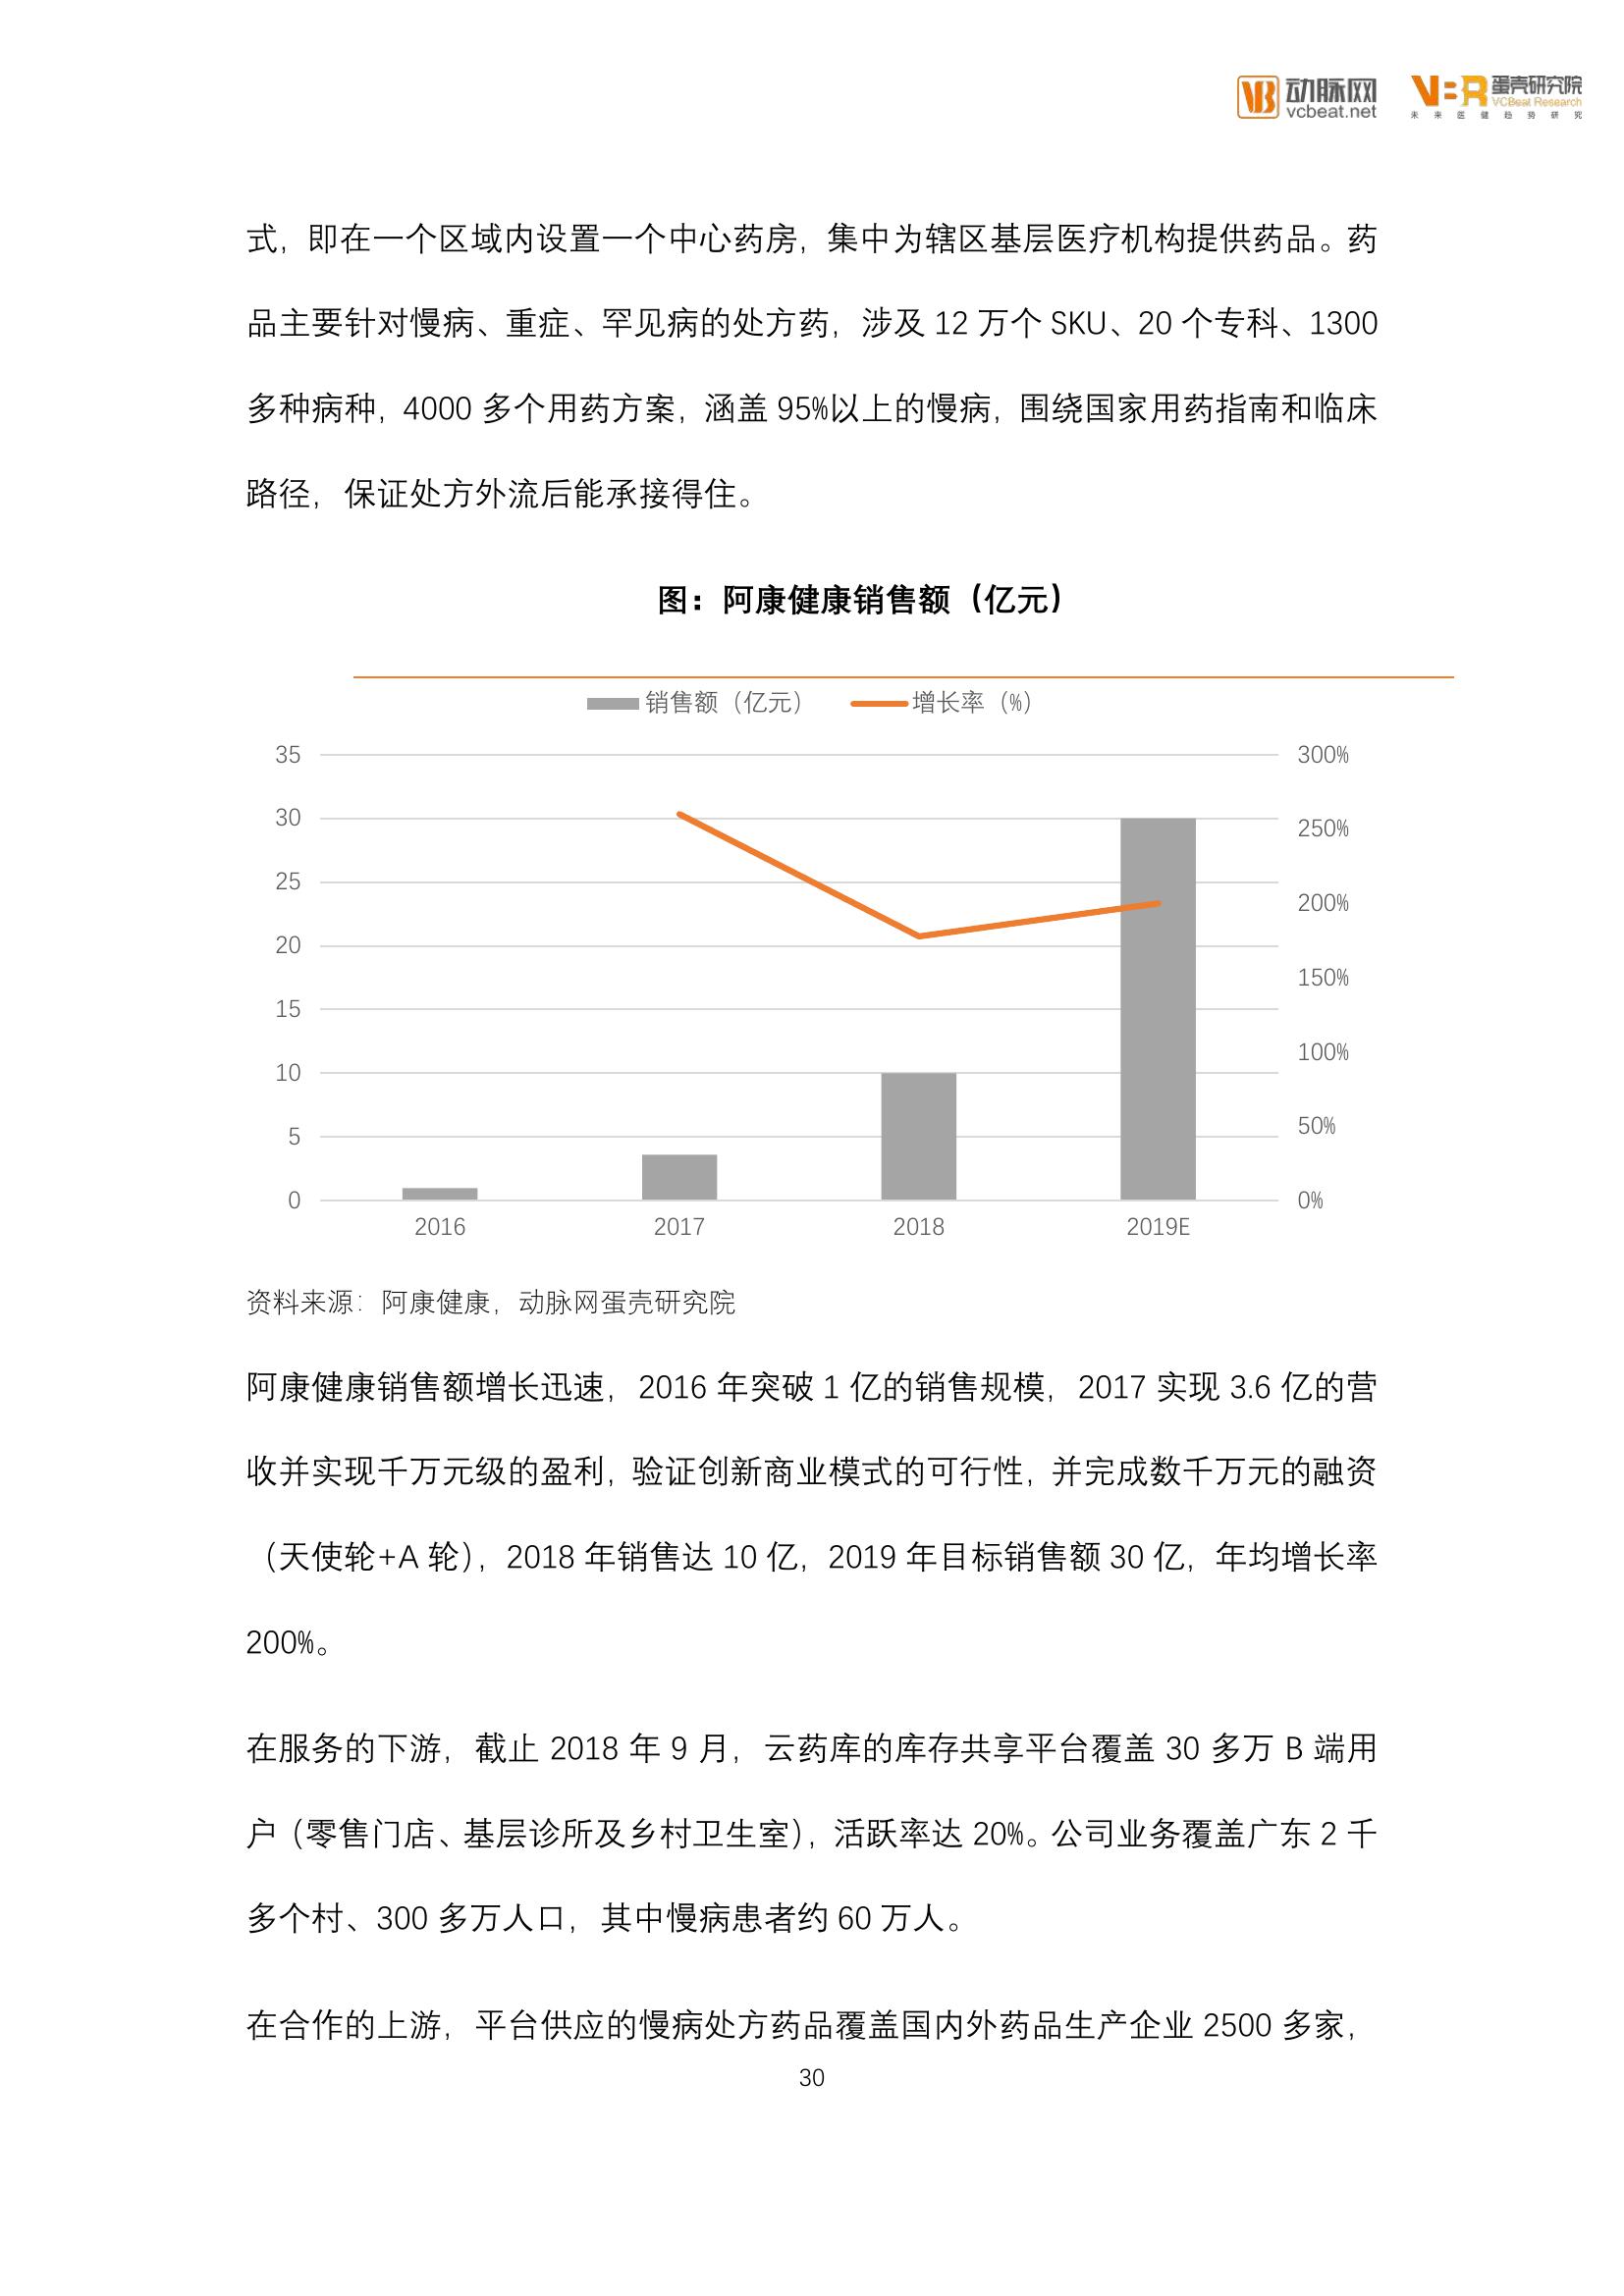 动脉网
vcbeat.net
VBR 蛋壳研究院
VCBeat Research
未来医健趋势研究
式，即在一个区域内设置一个中心药房，集中为辖区基层医疗机构提供药品。药
品主要针对慢病、重症、罕见病的处方药，涉及 12 万个 SKU、20 个专科、1300
多种病种，4000 多个用药方案，涵盖 95%以上的慢病，围绕国家用药指南和临床
路径，保证处方外流后能承接得住。
图：阿康健康销售额（亿元）
销售额（亿元） 增长率（%）
35 300%
30 250%
25 200%
20 150%
15 100%
10 50%
5 0%
0
2016 2017 2018 2019E
资料来源：阿康健康，动脉网蛋壳研究院
阿康健康销售额增长迅速，2016 年突破 1 亿的销售规模，2017 实现 3.6 亿的营
收并实现千万元级的盈利，验证创新商业模式的可行性，并完成数千万元的融资
（天使轮+A 轮），2018 年销售达 10 亿，2019 年目标销售额 30 亿，年均增长率
200%。
在服务的下游，截止 2018 年 9 月，云药库的库存共享平台覆盖 30 多万 B 端用
户（零售门店、基层诊所及乡村卫生室），活跃率达 20%。公司业务覆盖广东 2 千
多个村、300 多万人口，其中慢病患者约 60 万人。
在合作的上游，平台供应的慢病处方药品覆盖国内外药品生产企业 2500 多家，
30